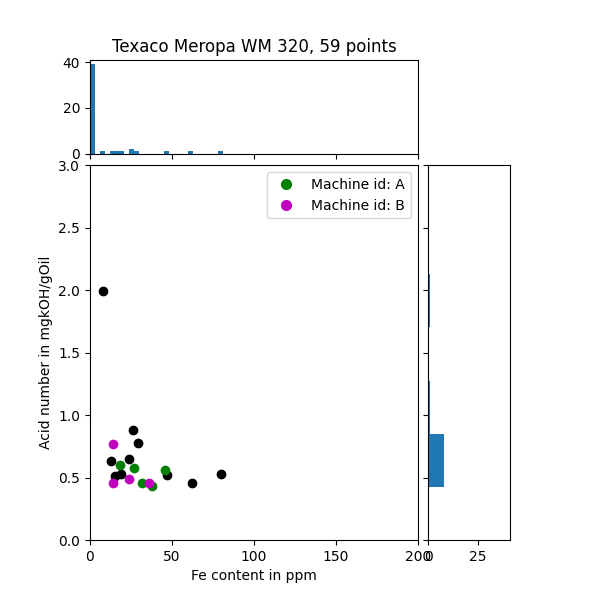 Texaco Meropa WM 320, 59 points
40
20
0
3.0
2.5
2.0
1.5
1.0
0.5
0.0
Acid number in mgkOH/gOil
Machine id: A
Machine id: B
0 50 100 150 200
0 25
Fe content in ppm